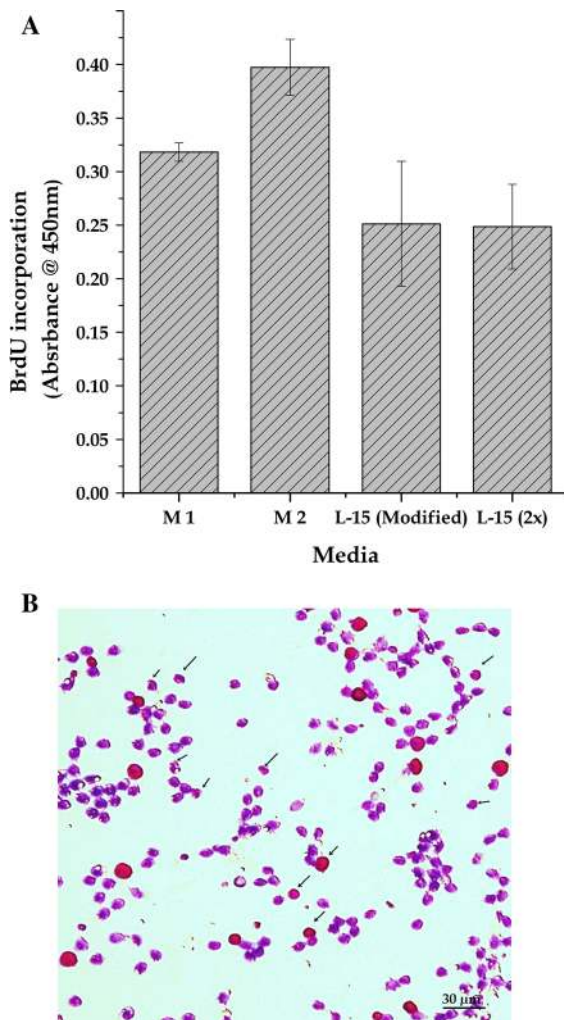 A
BrdU incorporation
(Absrbance @ 450nm)
0.40
0.35
0.30
0.25
0.20
0.15
0.10
0.05
0.00
M 1 M 2 L-15 (Modified) L-15 (2x)
Media
B
30 µm